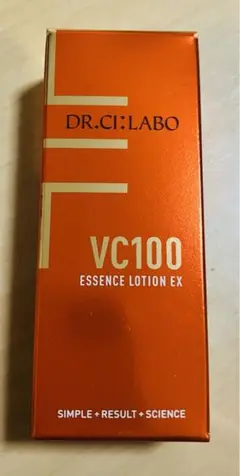 DR.CI:LABO
VC100
ESSENCE LOTION EX
SIMPLE + RESULT + SCIENCE